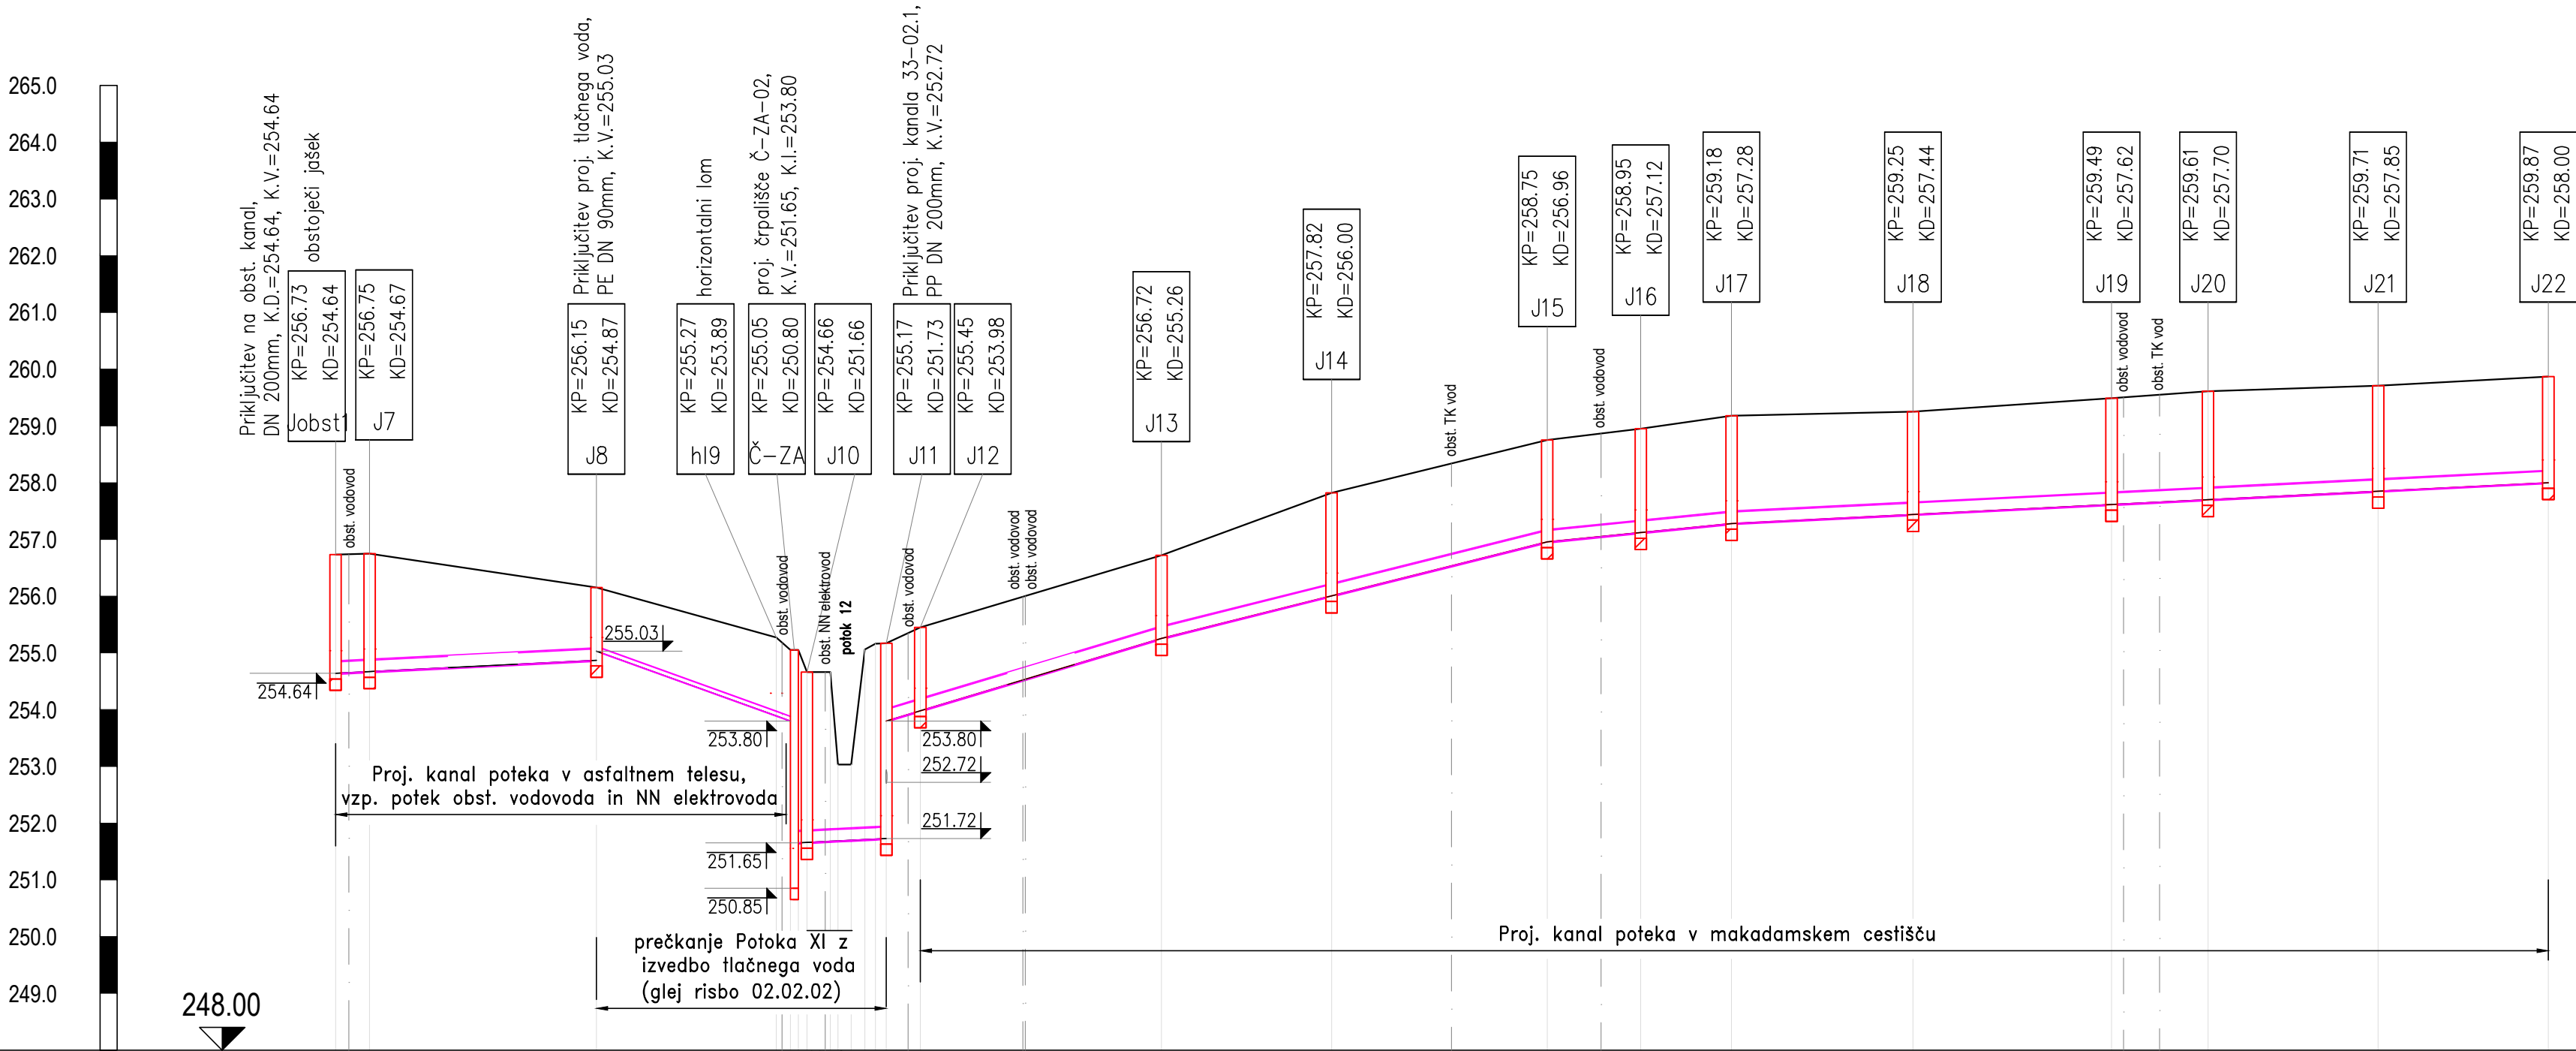 265.0
264.0
263.0
262.0
261.0
260.0
259.0
258.0
257.0
256.0
255.0
254.0
253.0
252.0
251.0
250.0
249.0
248.00
Priključitev na obst. kanal,
DN 200mm, K.D.=254.64, K.V.=254.64
obstoječi jašek
KP=256.73
KD=254.64
Jobst1
KP=256.75
KD=254.67
J7
Priključitev proj. tlačnega voda,
PE DN 90mm, K.V.=255.03
KP=256.15
KD=254.87
J8
horizontalni lom
KP=255.27
KD=253.89
hl9
proj. črpališče Č-ZA-02,
K.V.=251.65, K.I.=253.80
KP=255.05
KD=250.80
Č-ZA
KP=254.66
KD=251.66
J10
Priključitev proj. kanala 33-02.1,
PP DN 200mm, K.V.=252.72
KP=255.17
KD=251.73
J11
KP=255.45
KD=253.98
J12
KP=256.72
KD=255.26
J13
KP=257.82
KD=256.00
J14
KP=258.75
KD=256.96
J15
KP=258.95
KD=257.12
J16
KP=259.18
KD=257.28
J17
KP=259.25
KD=257.44
J18
KP=259.49
KD=257.62
J19
KP=259.61
KD=257.70
J20
KP=259.71
KD=257.85
J21
KP=259.87
KD=258.00
J22
obst. vodovod
obst. vodovod
obst. NN elektrovod
potok 12
obst. vodovod
obst. vodovod
obst. vodovod
obst. TK vod
obst. vodovod
obst. vodovod
obst. TK vod
254.64
255.03
253.80
251.65
250.85
253.80
252.72
251.72
Proj. kanal poteka v asfaltnem telesu,
vzp. potek obst. vodovoda in NN elektrovoda
prečkanje Potoka XI z
izvedbo tlačnega voda
(glej risbo 02.02.02)
Proj. kanal poteka v makadamskem cestišču